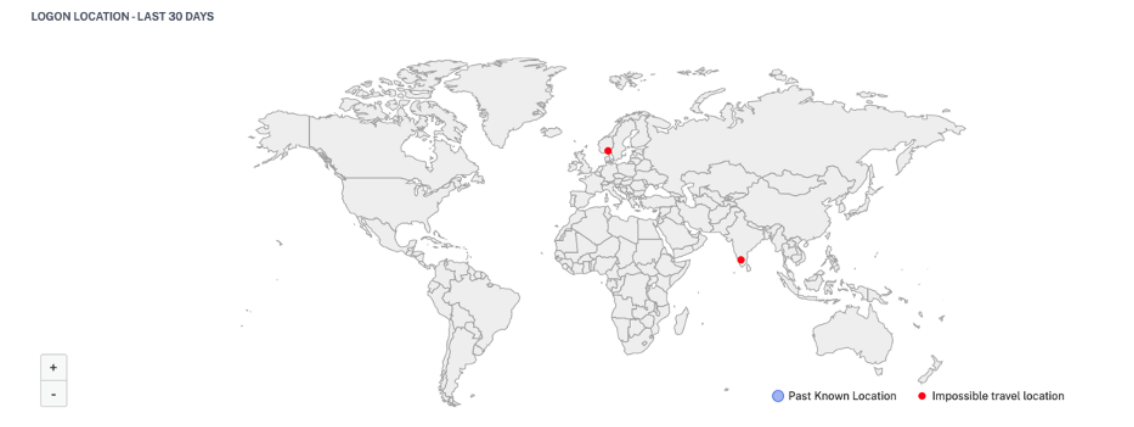 LOGON LOCATION - LAST 30 DAYS
+
-
Past Known Location
Impossible travel location